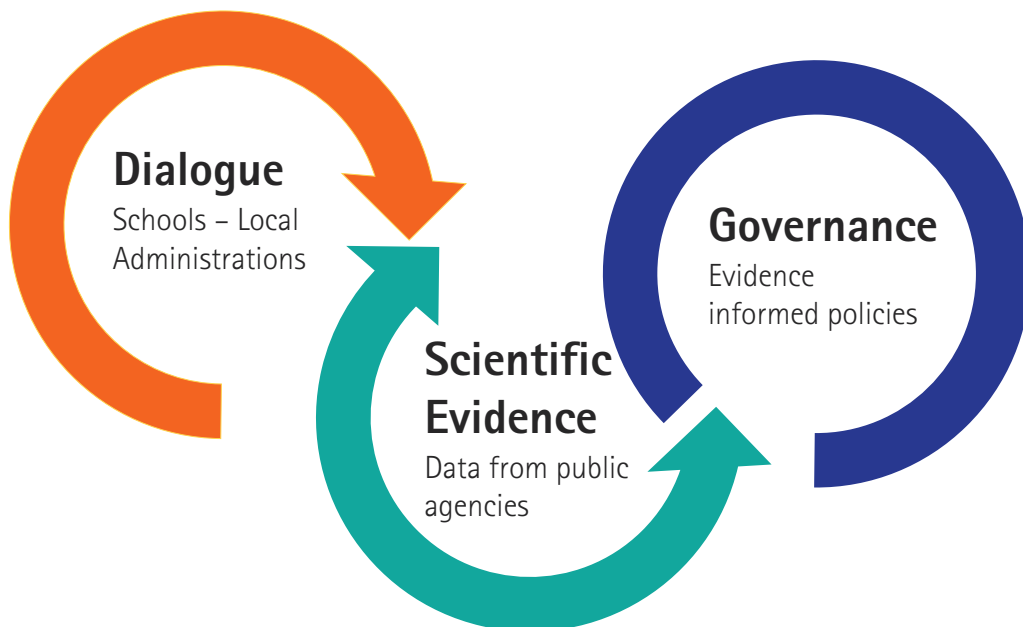 Dialogue
Schools – Local
Administrations
Scientific
Evidence
Data from public
agencies
Governance
Evidence
informed policies